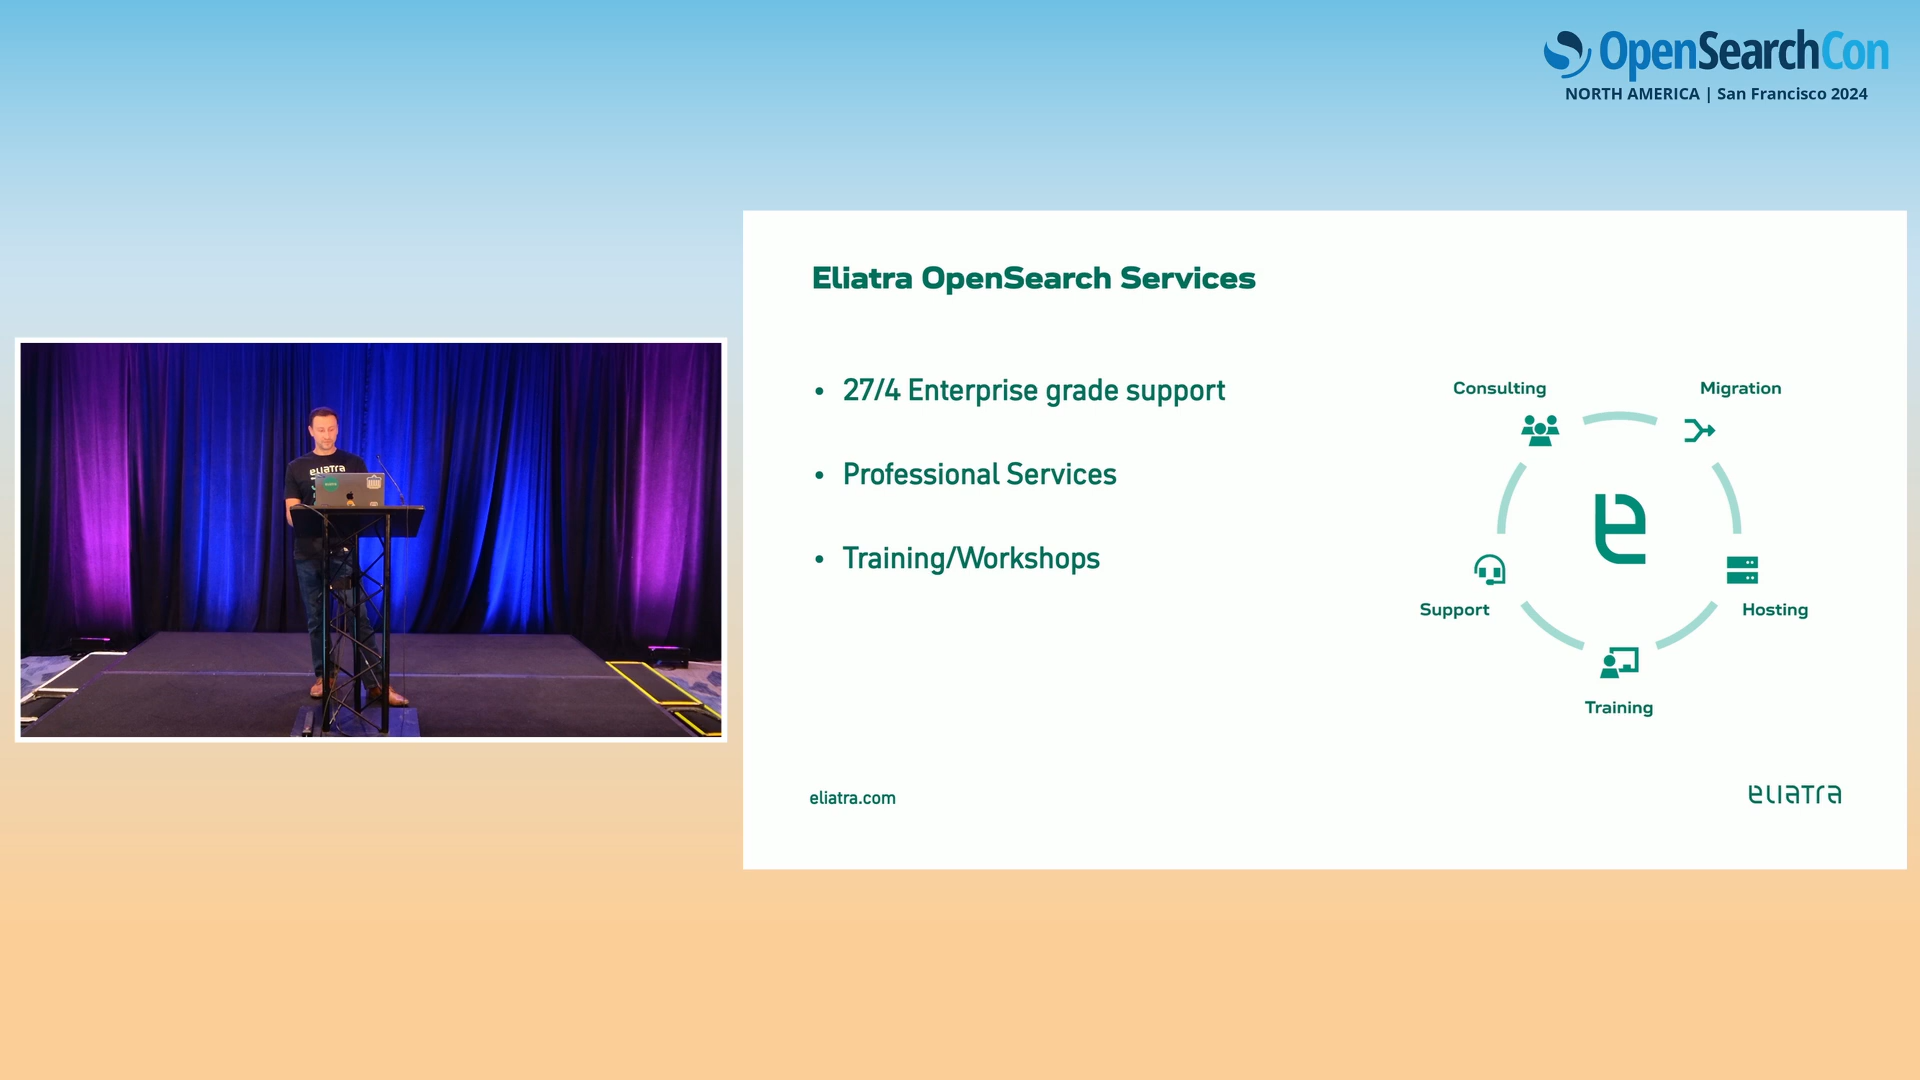 OpenSearchCon
NORTH AMERICA | San Francisco 2024
Eliatra OpenSearch Services
• 27/4 Enterprise grade support
• Professional Services
• Training/Workshops
Consulting
Migration
Support
Hosting
Training
e
eliatra.com
eliatra
eliatra